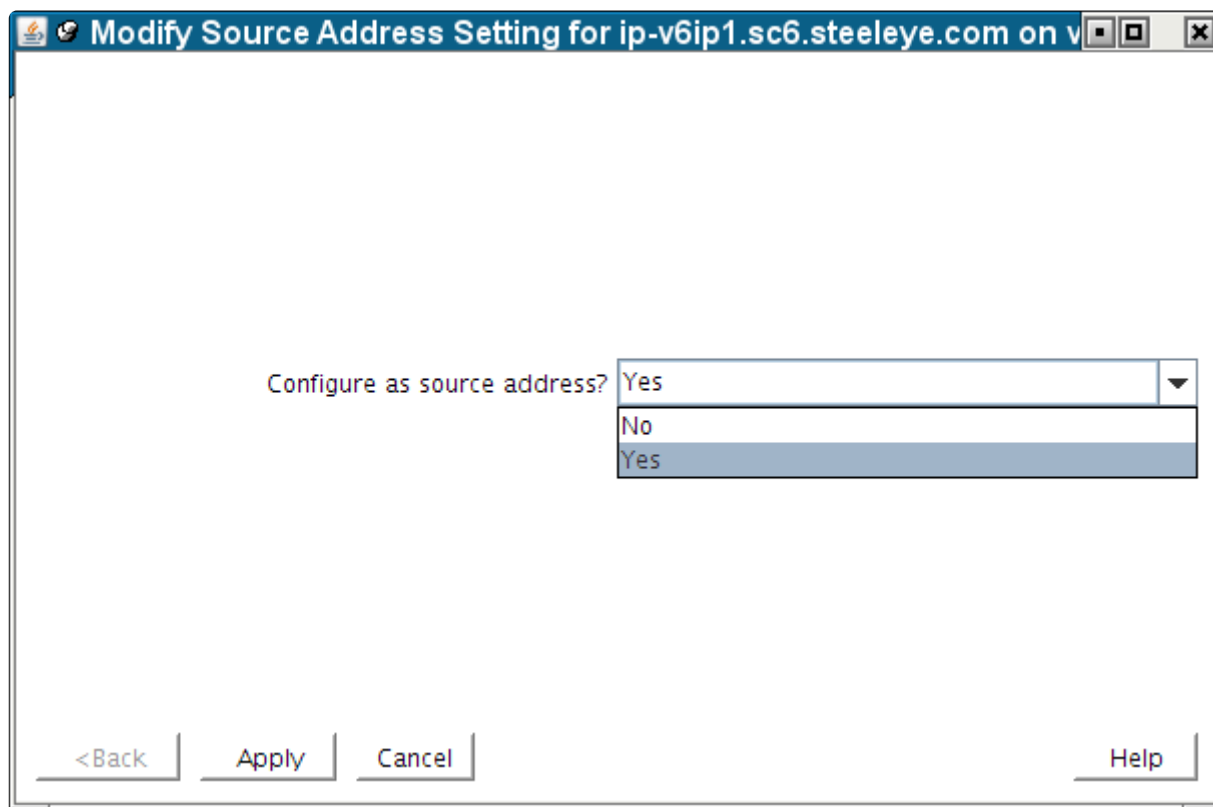 Modify Source Address Setting for ip-v6ip1.sc6.steeleye.com on v
Configure as source address? Yes
No
Yes
<Back Apply Cancel Help